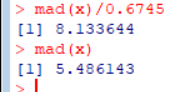 > mad(x)/0.6745
[1] 8.133644
> mad(x)
[1] 5.486143
>